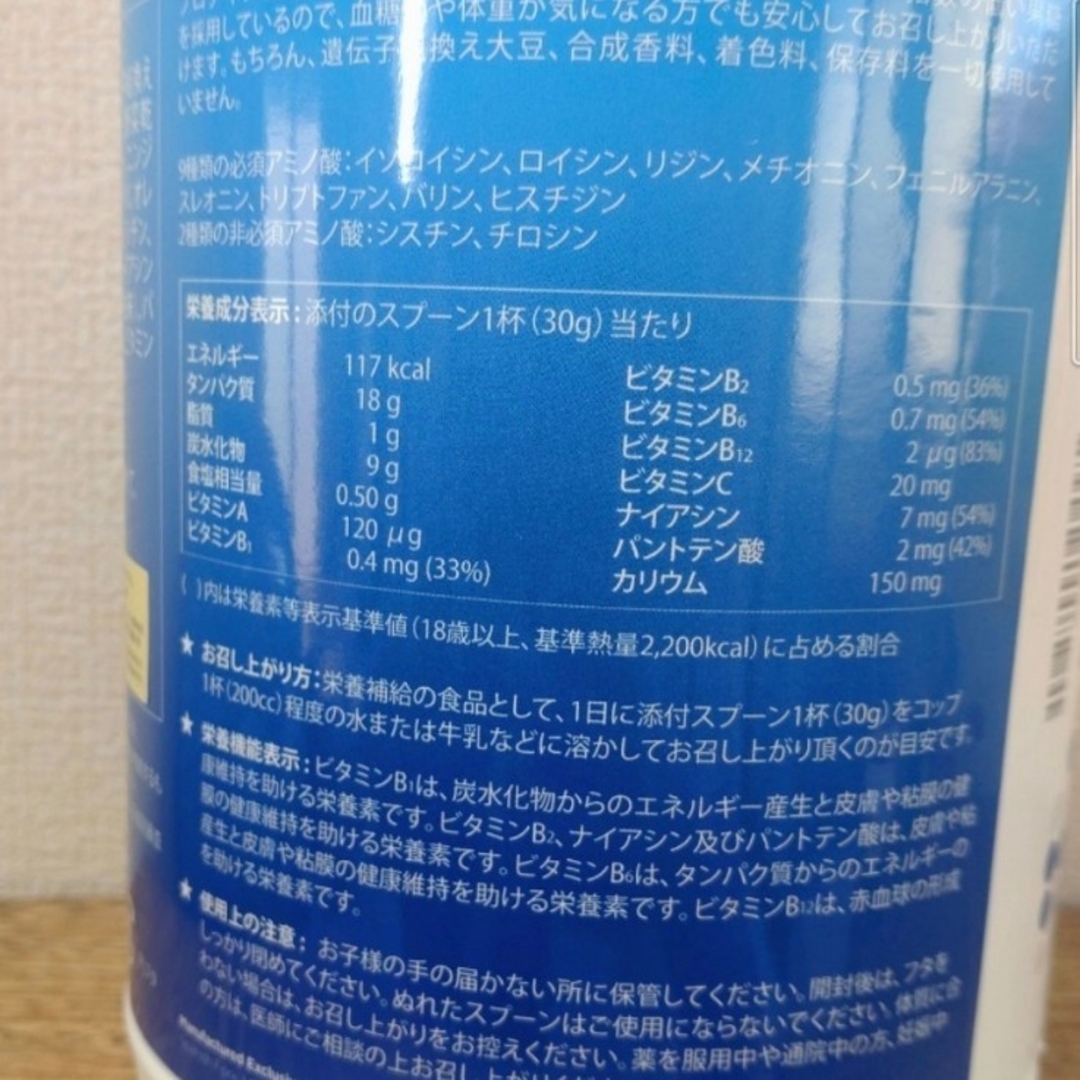 を採用しているので、血糖や体重が気になる方でも安心してお召し上がりいただ
けます。もちろん、遺伝子換え大豆、合成香料、着色料、保存料を一切使用して
いません。
9種類の必須アミノ酸：イソロイシン、ロイシン、リジン、メチオニン、フェニルアラニン、
スレオニン、トリプトファン、バリン、ヒスチジン
2種類の非必須アミノ酸：シスチン、チロシン
栄養成分表示：添付のスプーン1杯（30g）当たり
エネルギー 117 kcal
タンパク質 18 g
脂質 1 g
炭水化物 9 g
食塩相当量 0.50 g
ビタミンA 120 μg
ビタミンB1 0.4 mg (33%)
ビタミンB2 0.5 mg (36%)
ビタミンB6 0.7 mg (54%)
ビタミンB12 2 μg (83%)
ビタミンC 20 mg
ナイアシン 7 mg (54%)
パントテン酸 2 mg (42%)
カリウム 150 mg
（ ）内は栄養素等表示基準値（18歳以上、基準熱量2,200kcal）に占める割合
★ お召し上がり方：栄養補給の食品として、1日に添付スプーン1杯（30g）をコップ
1杯（200cc）程度の水または牛乳などに溶かしてお召し上がり頂くのが目安です。
★ 栄養機能表示：ビタミンB1は、炭水化物からのエネルギー産生と皮膚や粘膜の健
康維持を助ける栄養素です。ビタミンB2、ナイアシン及びパントテン酸は、皮膚や粘
膜の健康維持を助ける栄養素です。ビタミンB6は、タンパク質からのエネルギーの
産生と皮膚や粘膜の健康維持を助ける栄養素です。ビタミンB12は、赤血球の形成
を助ける栄養素です。
★ 使用上の注意：お子様の手の届かない所に保管してください。開封後は、フタを
しっかり閉めてください。ぬれたスプーンはご使用にならないでください。体質に合
わない場合は、お召し上がりをお控えください。薬を服用中や通院中の方、妊娠中
の方は、医師にご相談の上お召し上がりくだ
Manufactured Exclusi